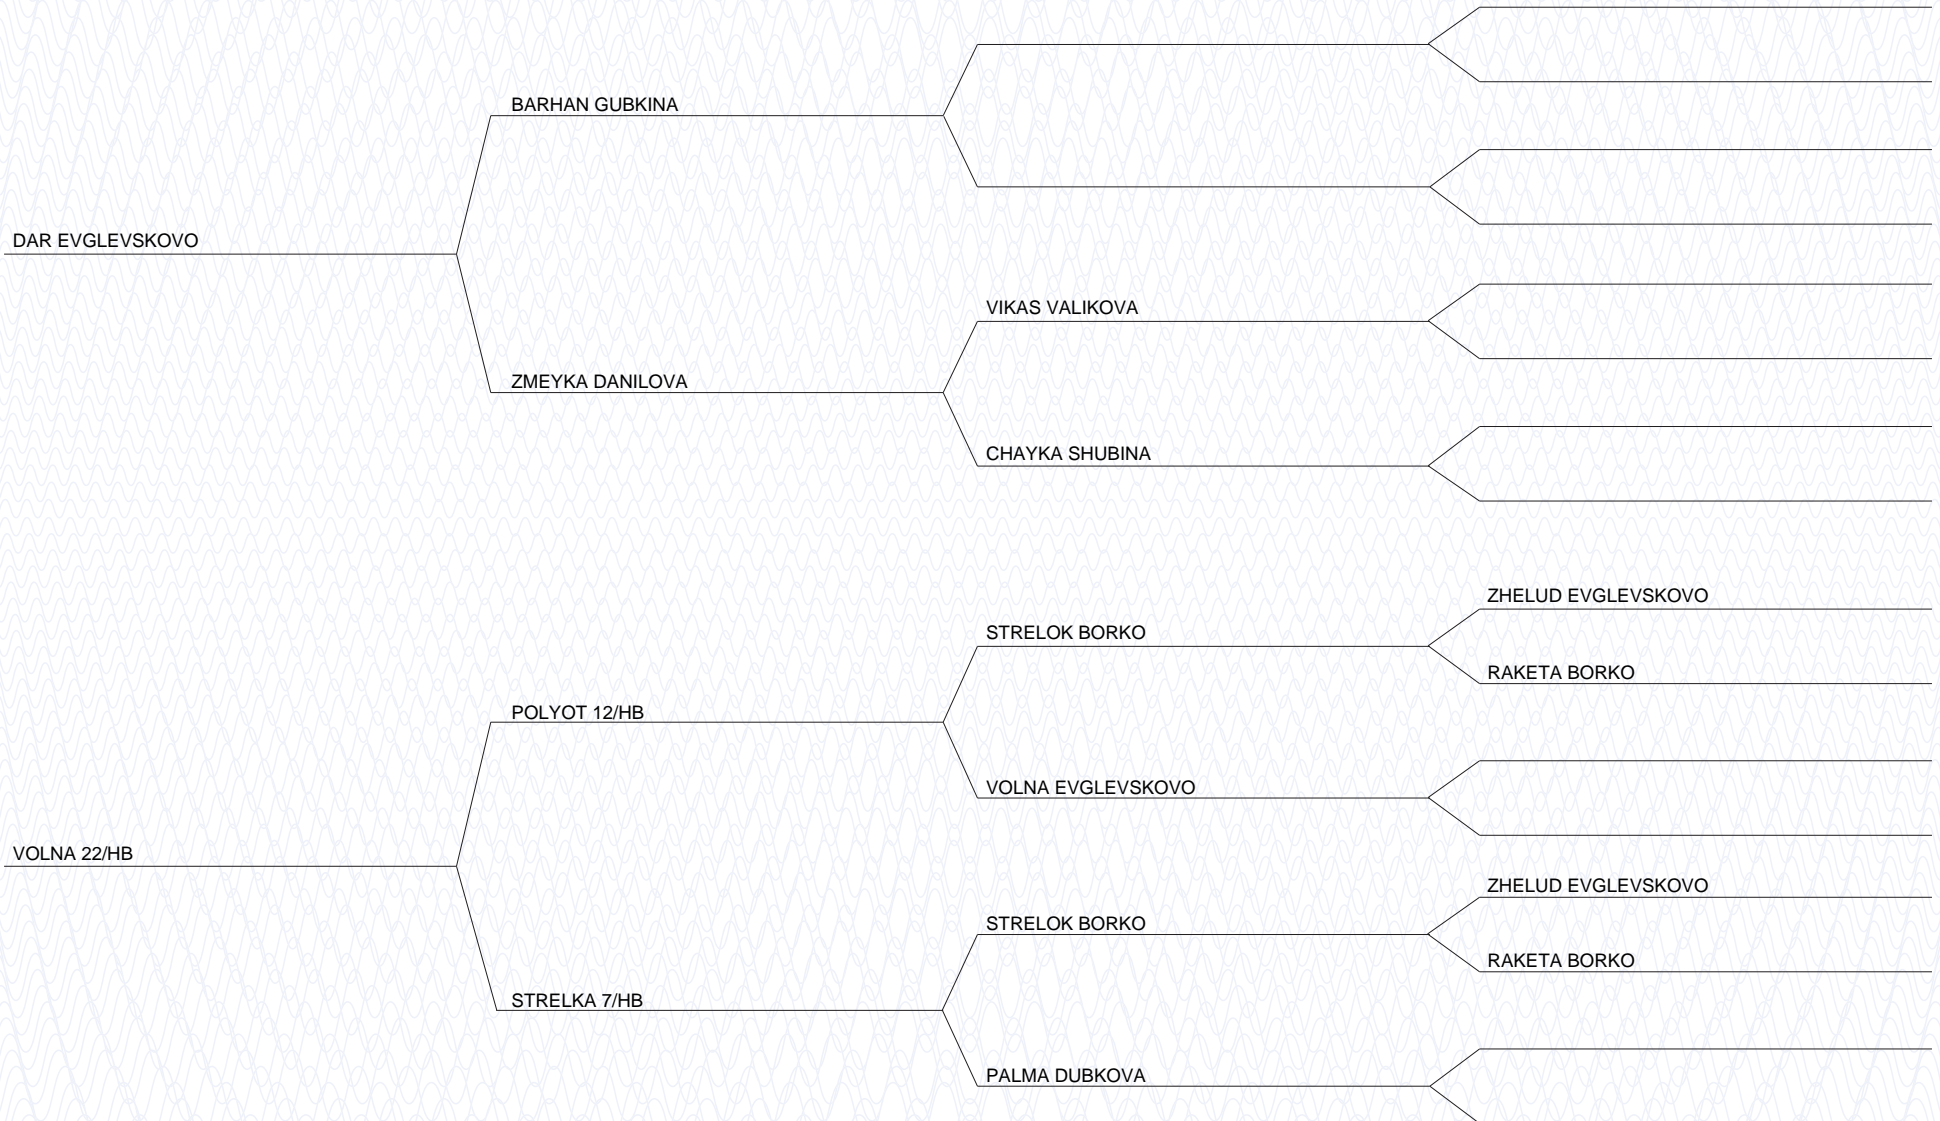 BARHAN GUBKINA
DAR EVGLEVSKOVO
VIKAS VALIKOVA
ZMEYKA DANILOVA
CHAYKA SHUBINA
ZHELUD EVGLEVSKOVO
STRELOK BORKO
RAKETA BORKO
POLYOT 12/HB
VOLNA EVGLEVSKOVO
VOLNA 22/HB
ZHELUD EVGLEVSKOVO
STRELOK BORKO
RAKETA BORKO
STRELKA 7/HB
PALMA DUBKOVA